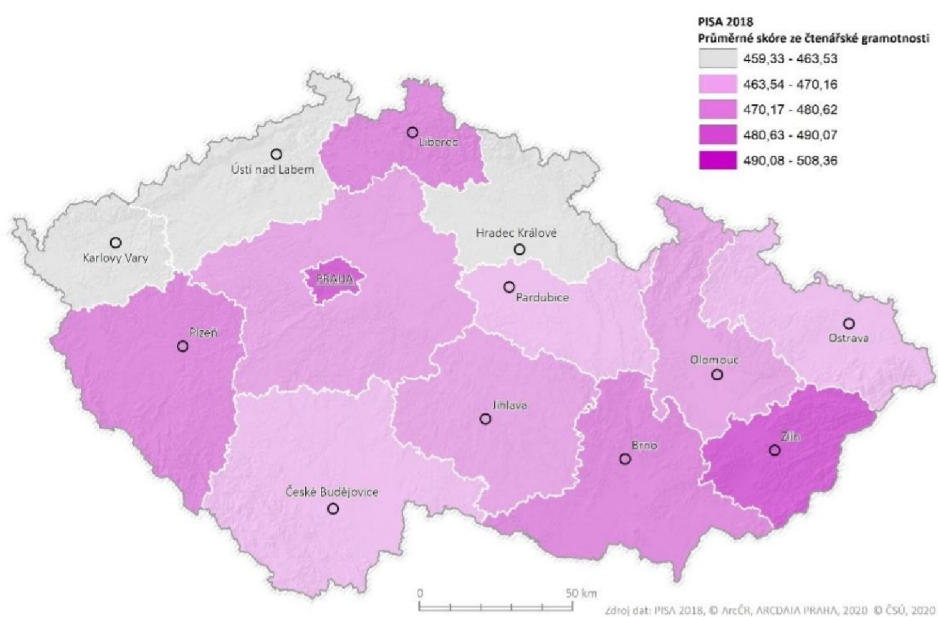 PISA 2018
Průměrné skóre ze čtenářské gramotnosti
459,33 - 463,53
463,54 - 470,16
470,17 - 480,62
480,63 - 490,07
490,08 - 508,36
Liberec
Ústí nad Labem
Hradec Králové
Karlovy Vary
PRAHA
Pardubice
Plzeň
Ostrava
Olomouc
Jihlava
Brno
Zlín
České Budějovice
0 50 km
Zdroj dat: PISA 2018, © ArcČR, ARCDATA PRAHA, 2020 © ČSÚ, 2020